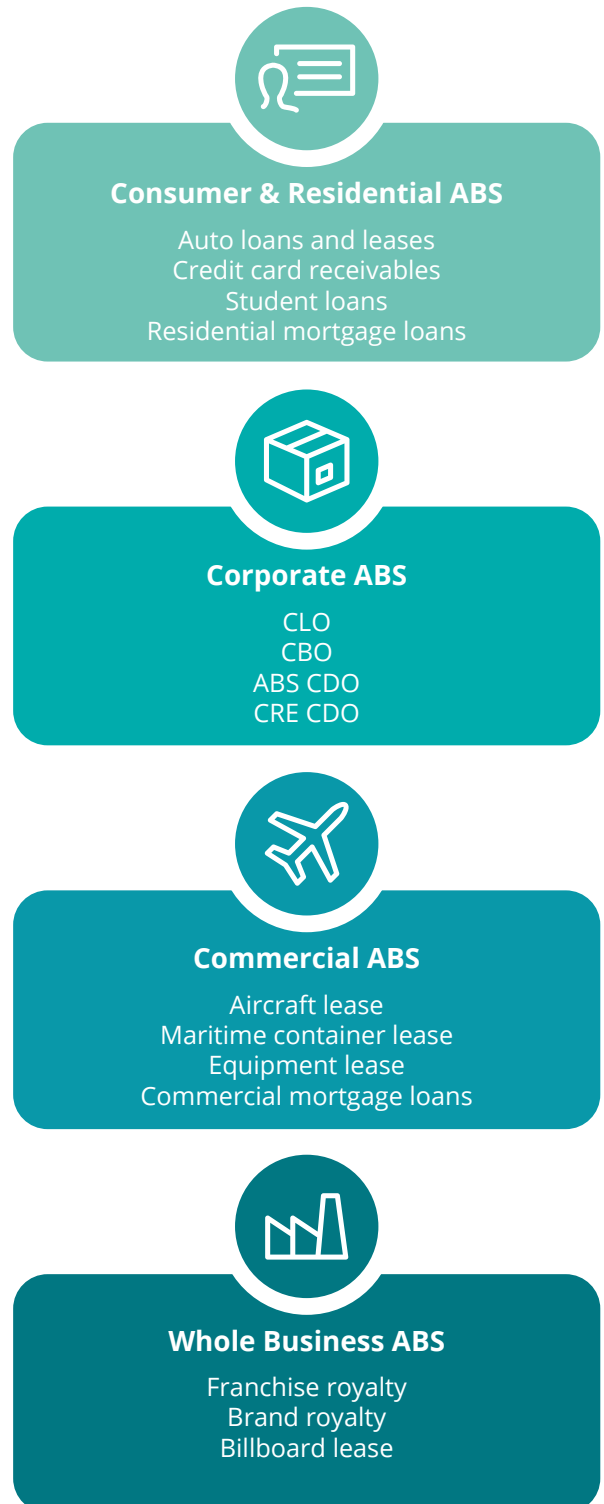 Consumer & Residential ABS
Auto loans and leases
Credit card receivables
Student loans
Residential mortgage loans
Corporate ABS
CLO
CBO
ABS CDO
CRE CDO
Commercial ABS
Aircraft lease
Maritime container lease
Equipment lease
Commercial mortgage loans
Whole Business ABS
Franchise royalty
Brand royalty
Billboard lease